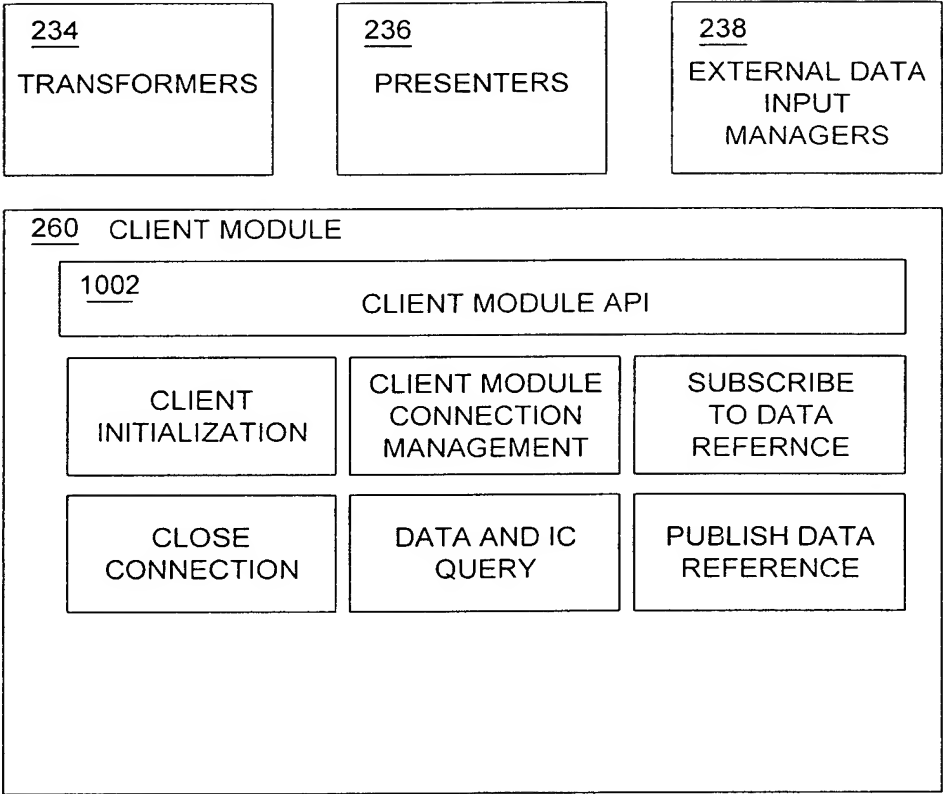 234
TRANSFORMERS
236
PRESENTERS
238
EXTERNAL DATA
INPUT
MANAGERS
260 CLIENT MODULE
1002
CLIENT MODULE API
CLIENT
INITIALIZATION
CLIENT MODULE
CONNECTION
MANAGEMENT
SUBSCRIBE
TO DATA
REFERNCE
CLOSE
CONNECTION
DATA AND IC
QUERY
PUBLISH DATA
REFERENCE